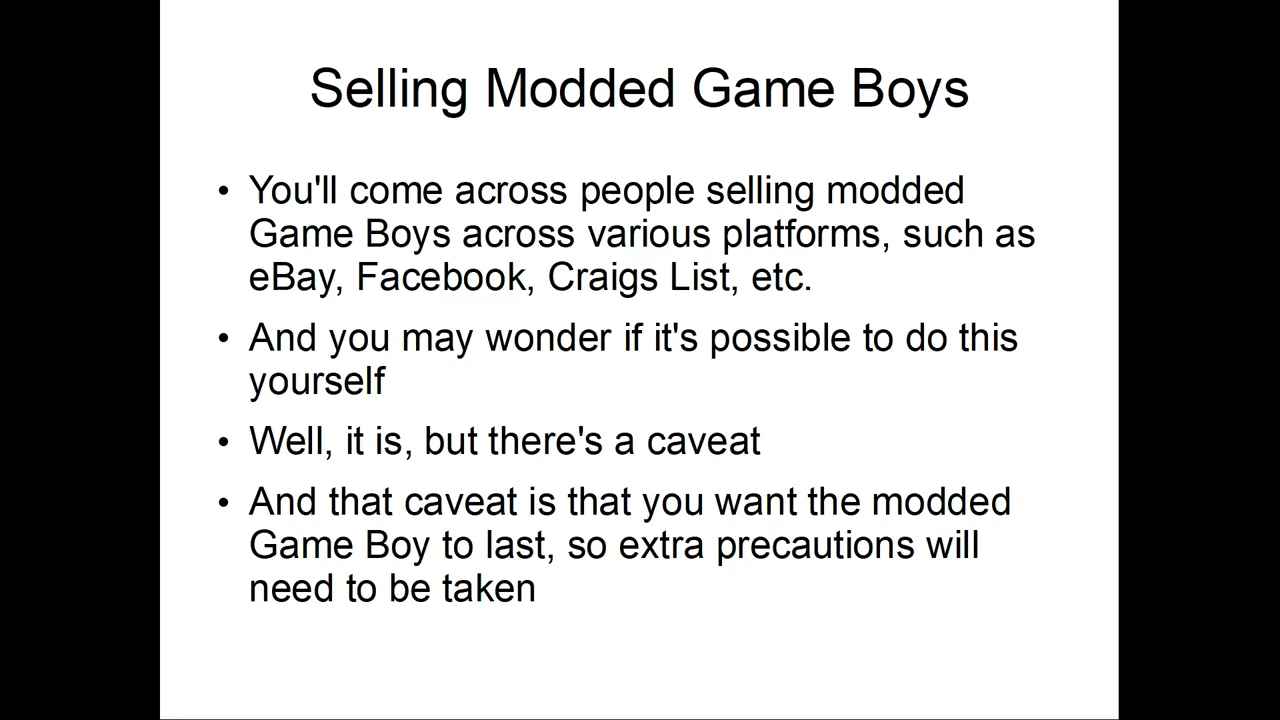 Selling Modded Game Boys
• You'll come across people selling modded
Game Boys across various platforms, such as
eBay, Facebook, Craigs List, etc.
• And you may wonder if it's possible to do this
yourself
• Well, it is, but there's a caveat
• And that caveat is that you want the modded
Game Boy to last, so extra precautions will
need to be taken